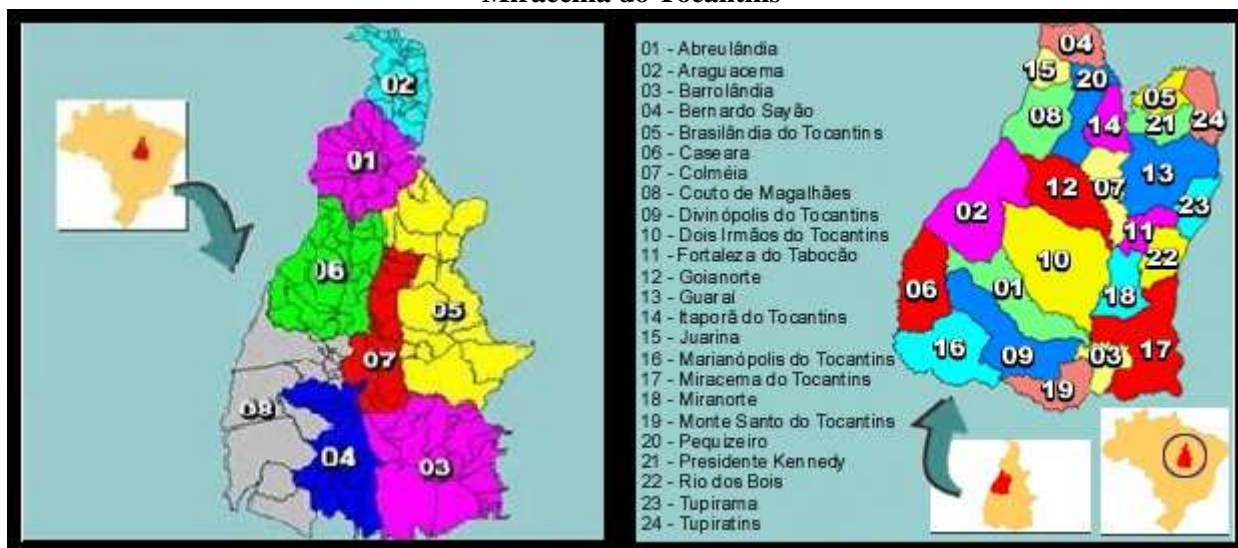 Miracema do Tocantins
02
01
06
05
07
08
04
03
01 - Abreulândia
02 - Araguacema
03 - Barrolândia
04 - Bernardo Sayão
05 - Brasilândia do Tocantins
06 - Caseara
07 - Colméia
08 - Couto de Magalhães
09 - Divinópolis do Tocantins
10 - Dois Irmãos do Tocantins
11 - Fortaleza do Tabocão
12 - Goianorte
13 - Guaraí
14 - Itaporã do Tocantins
15 - Juarina
16 - Marianópolis do Tocantins
17 - Miracema do Tocantins
18 - Miranorte
19 - Monte Santo do Tocantins
20 - Pequizeiro
21 - Presidente Kennedy
22 - Rio dos Bois
23 - Tupirama
24 - Tupiratins
04
15
20
05
08
14
21
24
12
07
13
02
23
11
10
22
06
01
18
16
09
03
17
19